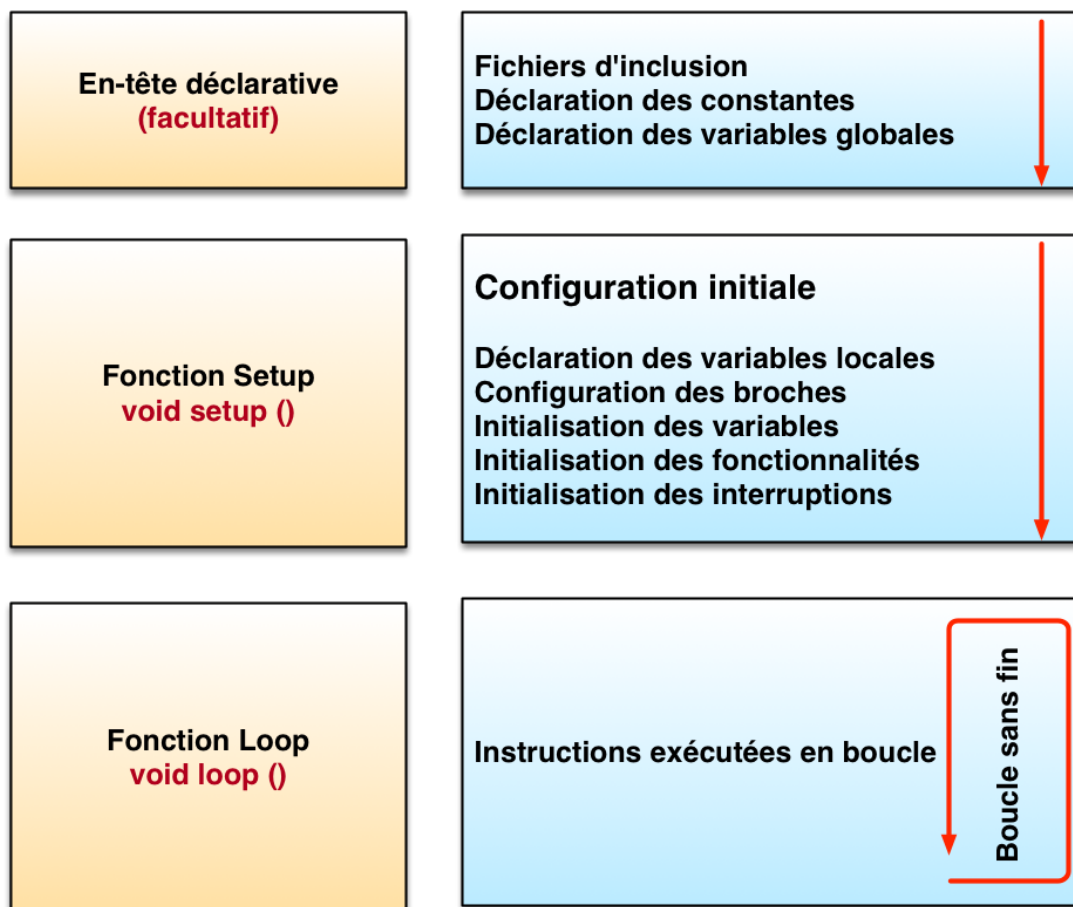 En-tête déclarative
(facultatif)
Fichiers d'inclusion
Déclaration des constantes
Déclaration des variables globales
Fonction Setup
void setup ()
Configuration initiale
Déclaration des variables locales
Configuration des broches
Initialisation des variables
Initialisation des fonctionnalités
Initialisation des interruptions
Fonction Loop
void loop ()
Instructions exécutées en boucle
Boucle sans fin